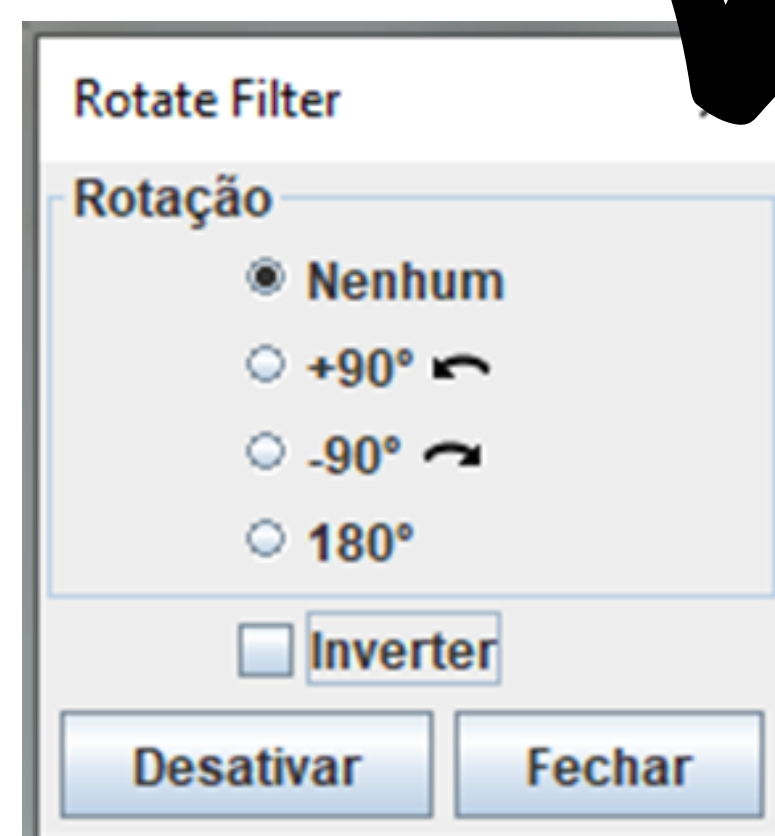 Rotate Filter
Rotação
Nenhum
+90°
-90°
180°
Inverter
Desativar Fechar